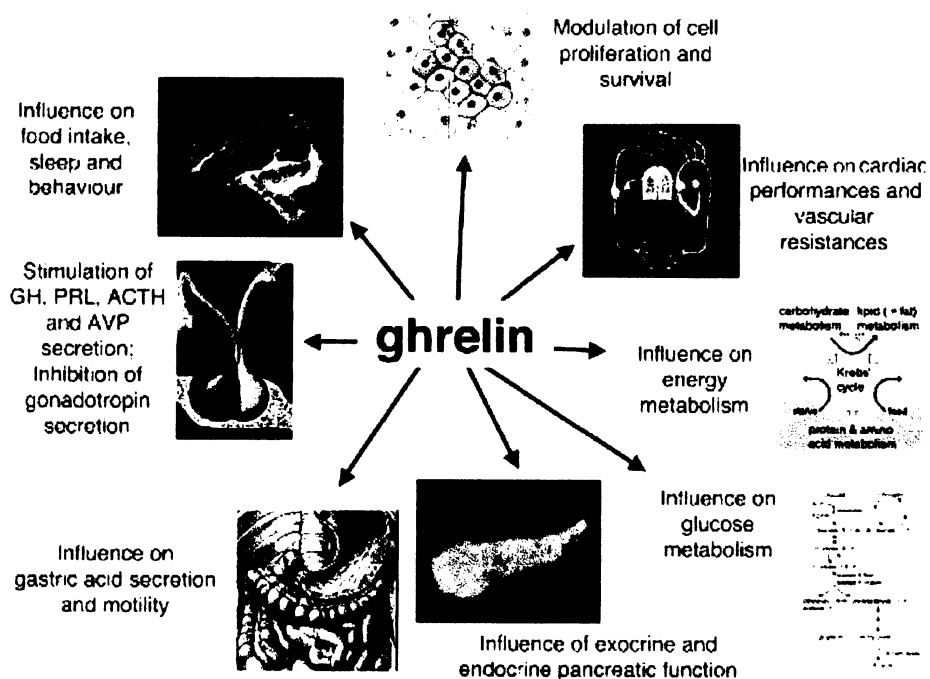 Modulation of cell
proliferation and
survival
Influence on
food intake,
sleep and
behaviour
Influence on cardiac
performances and
vascular
resistances
Stimulation of
GH, PRL, ACTH
and AVP
secretion;
Inhibition of
gonadotropin
secretion
ghrelin
Influence on
energy
metabolism
carbohydrate lipid ( + fat)
metabolism metabolism
Krebs'
cycle
protein & amino
acid metabolism
Influence on
glucose
metabolism
Influence on
gastric acid secretion
and motility
Influence of exocrine and
endocrine pancreatic function